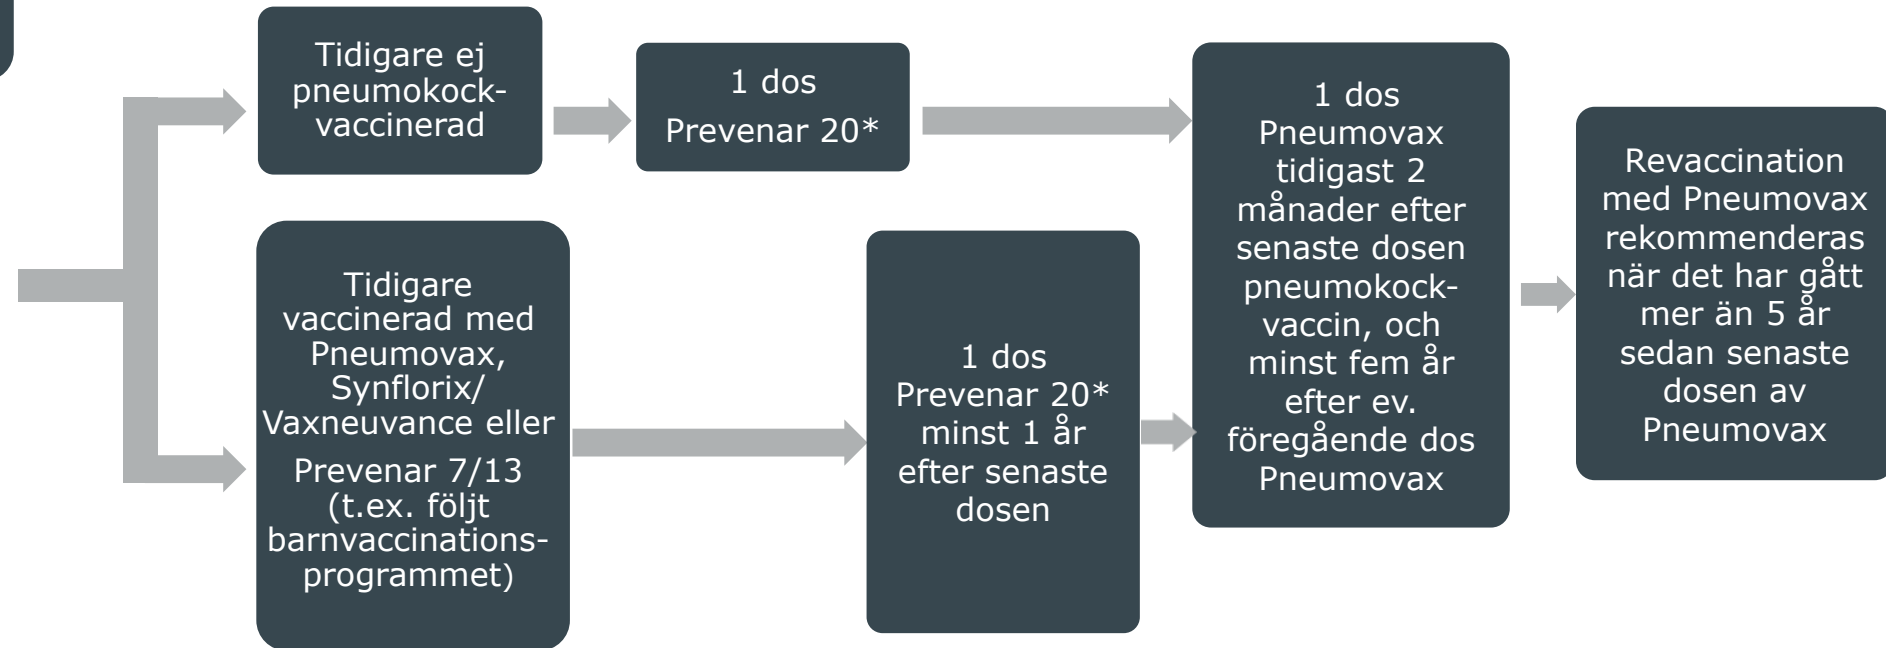 Tidigare ej
pneumokock-
vaccinerad
1 dos
Prevenar 20*
Tidigare
vaccinerad med
Pneumovax,
Synflorix/
Vaxneuvance eller
Prevenar 7/13
(t.ex. följt
barnvaccinations-
programmet)
1 dos
Prevenar 20*
minst 1 år
efter senaste
dosen
1 dos
Pneumovax
tidigast 2
månader efter
senaste dosen
pneumokock-
vaccin, och
minst fem år
efter ev.
föregående dos
Pneumovax
Revaccination
med Pneumovax
rekommenderas
när det har gått
mer än 5 år
sedan senaste
dosen av
Pneumovax